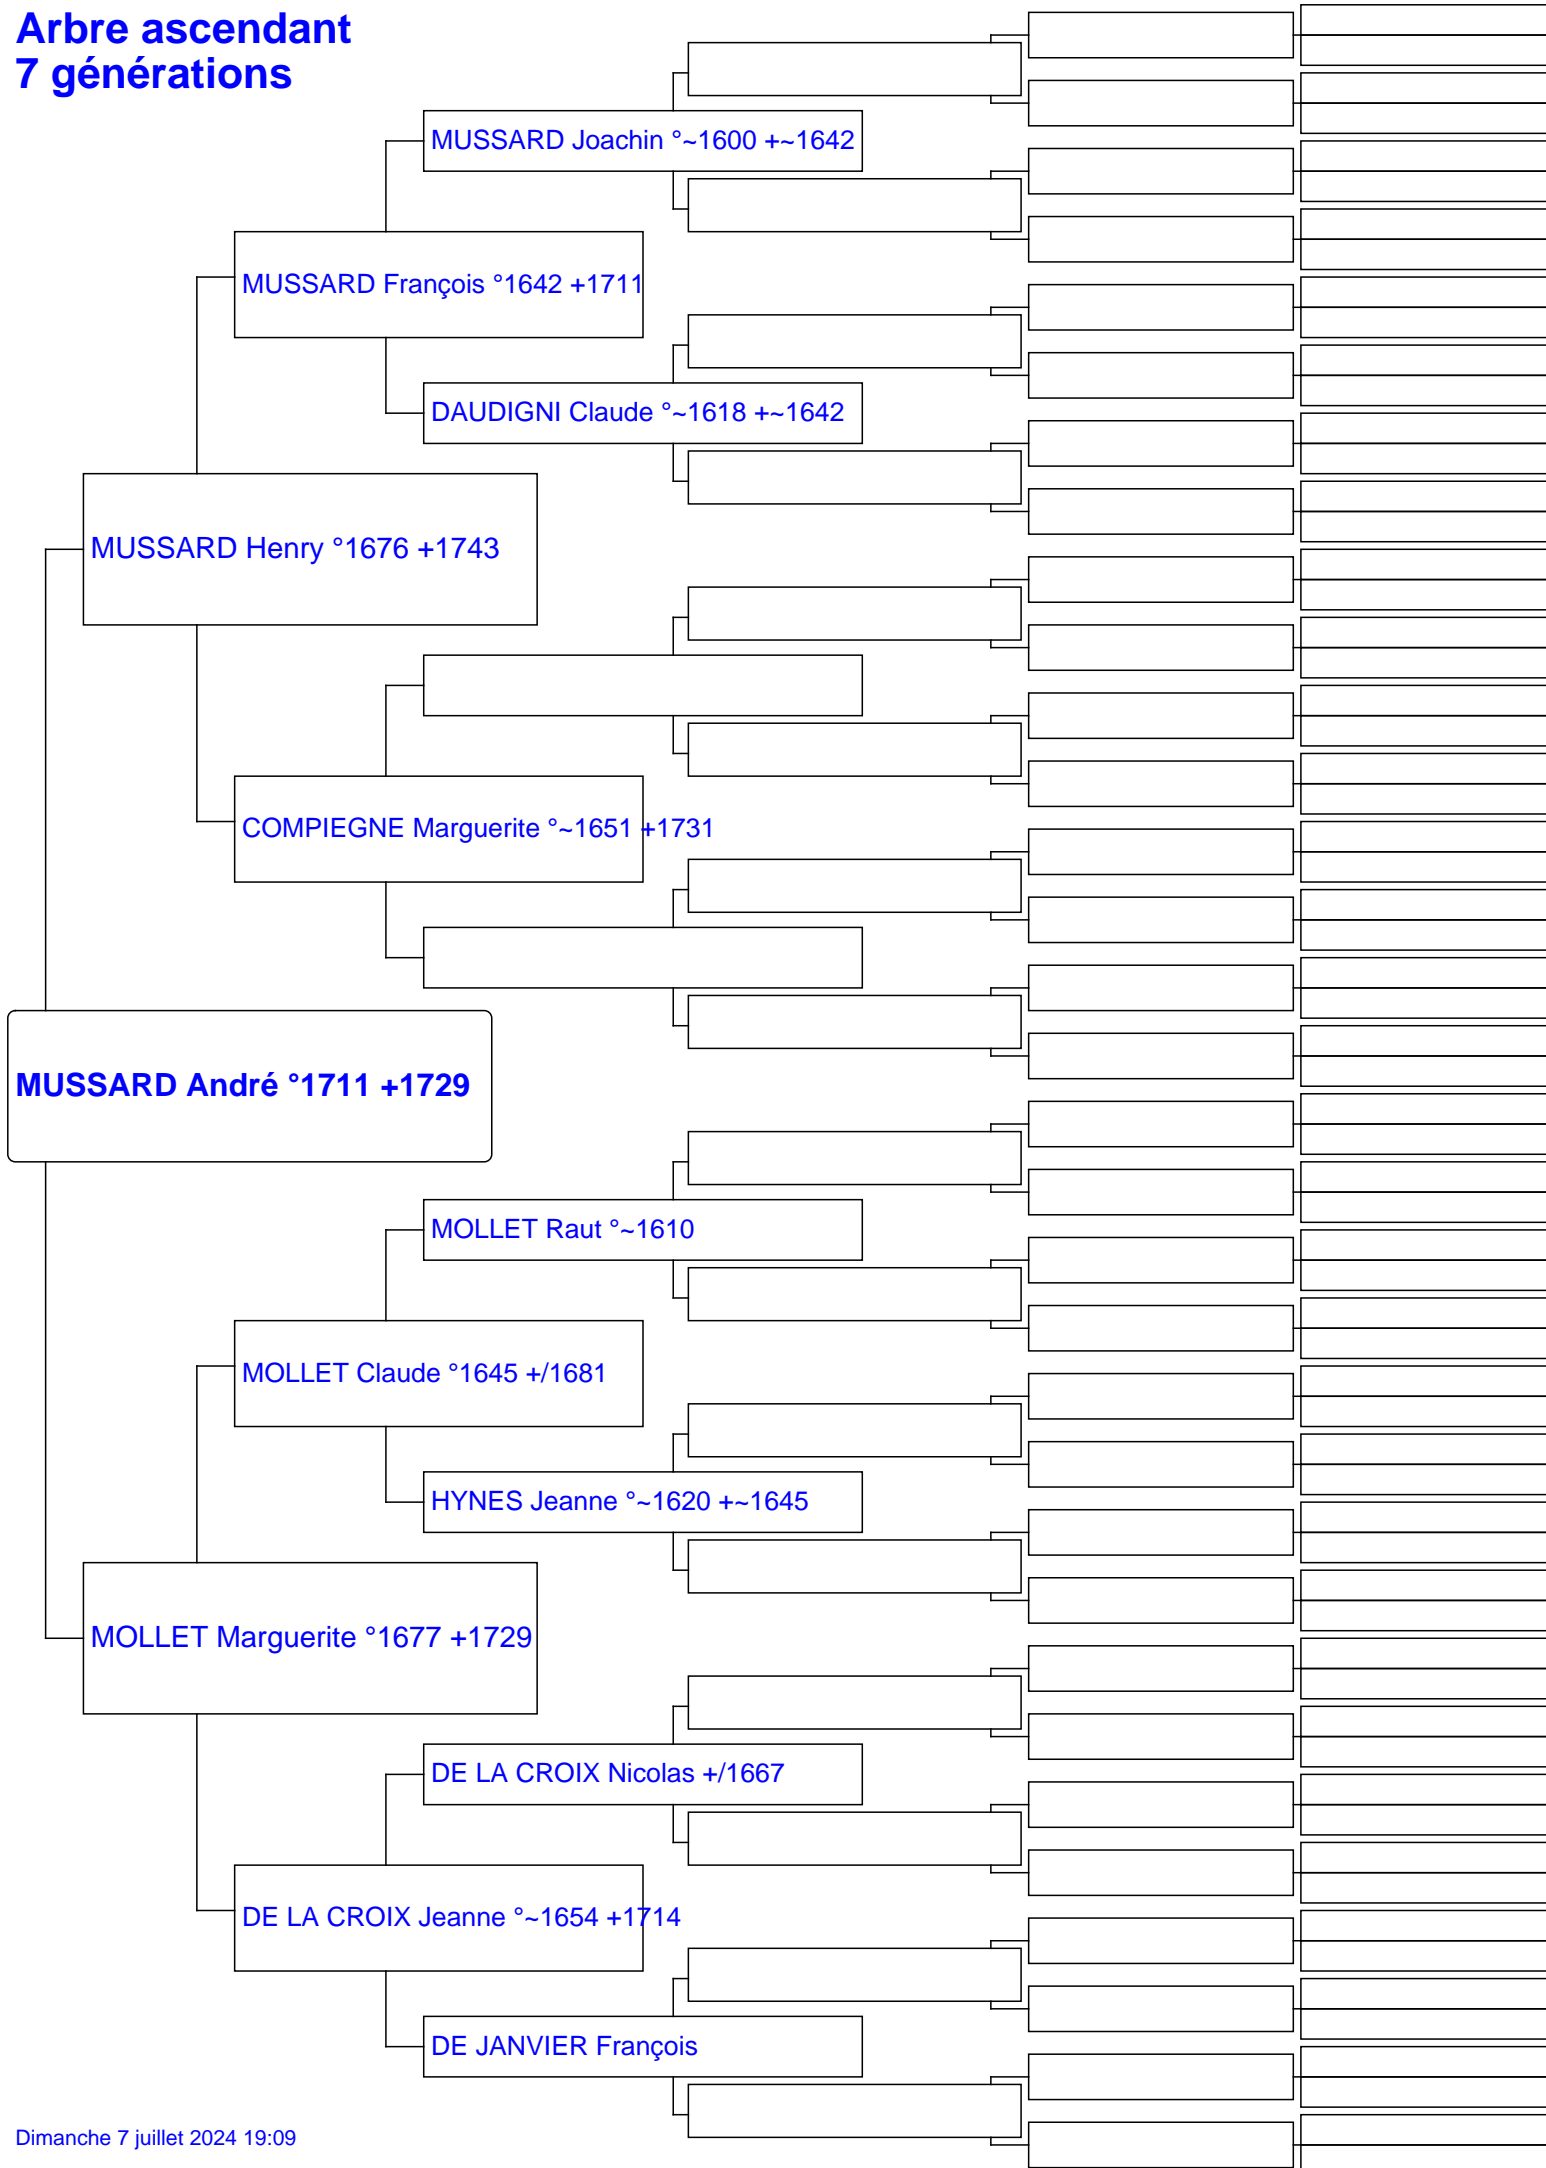 Arbre ascendant
7 générations
MUSSARD Joachin °~1600 +~1642
MUSSARD François °1642 +1711
DAUDIGNI Claude °~1618 +~1642
MUSSARD Henry °1676 +1743
COMPIEGNE Marguerite °~1651 +1731
MUSSARD André °1711 +1729
MOLLET Raut °~1610
MOLLET Claude °1645 +/1681
HYNES Jeanne °~1620 +~1645
MOLLET Marguerite °1677 +1729
DE LA CROIX Nicolas +/1667
DE LA CROIX Jeanne °~1654 +1714
DE JANVIER François
Dimanche 7 juillet 2024 19:09